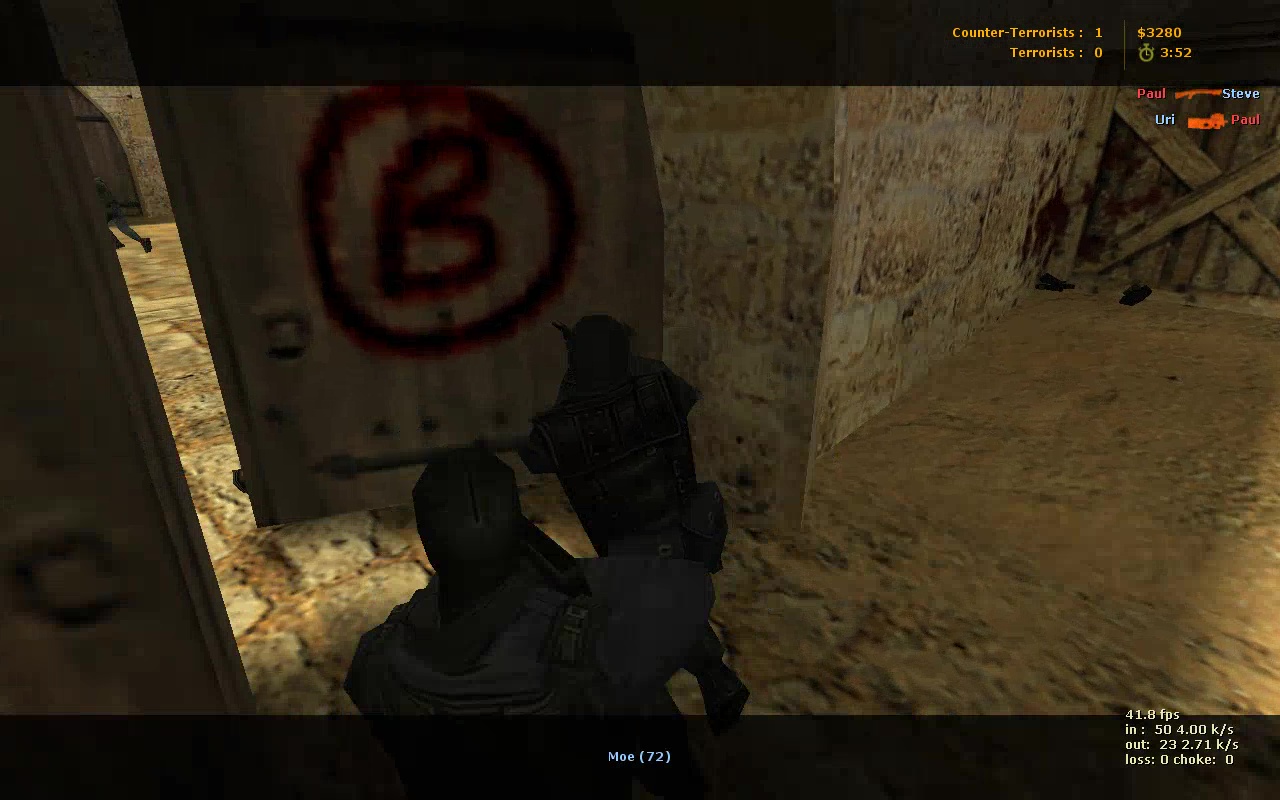 Counter-Terrorists : 1
Terrorists : 0
$3280
3:52
Paul Steve
Uri Paul
B
41.8 fps
in : 50 4.00 k/s
out: 23 2.71 k/s
loss: 0 choke: 0
Moe (72)